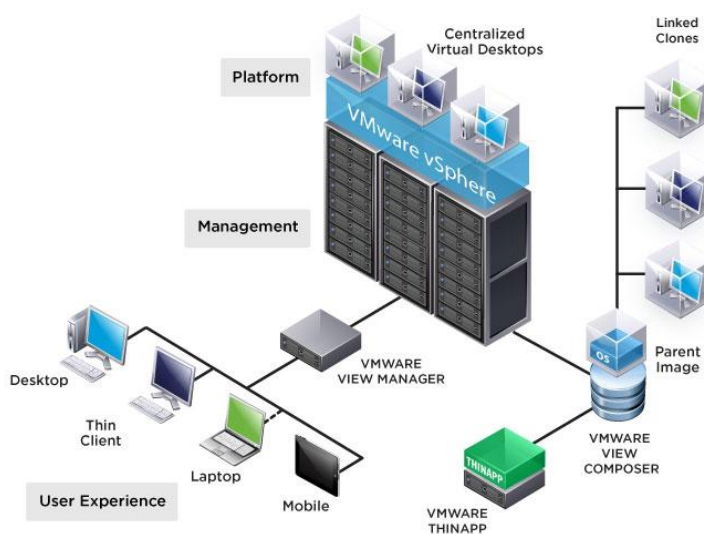 Centralized
Virtual Desktops
Linked
Clones
Platform
VMware vSphere
Management
Desktop
Thin
Client
Laptop
Mobile
VMWARE
VIEW MANAGER
OS
Parent
Image
VMWARE
VIEW
COMPOSER
THINAPP
VMWARE
THINAPP
User Experience